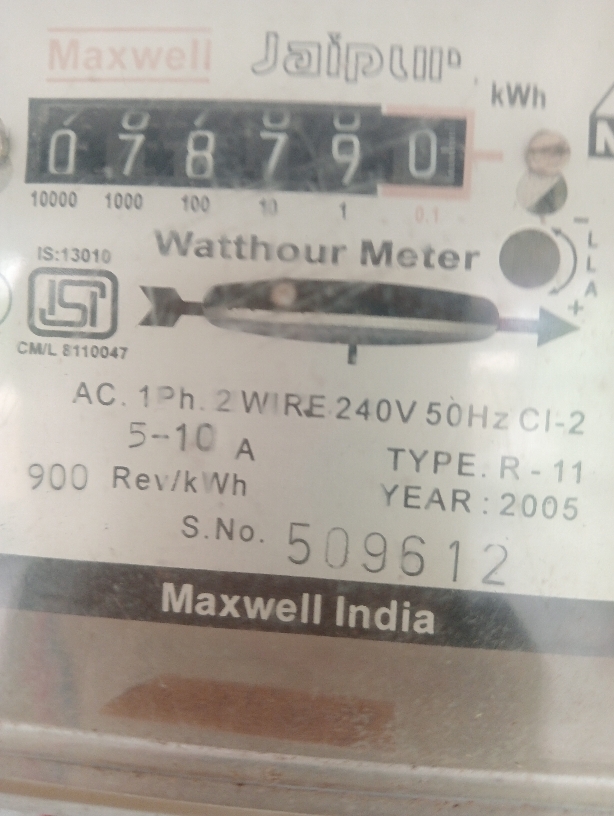 Maxwell Jaipur
kWh
0 7 8 7 9 0
10000 1000 100 10 1 0.1
Watthour Meter
IS:13010
ISI
CM/L 8110047
- LLA +
AC. 1Ph. 2 WIRE 240V 50Hz Cl-2
5-10 A
TYPE. R - 11
900 Rev/kWh
YEAR : 2005
S.No. 509612
Maxwell India